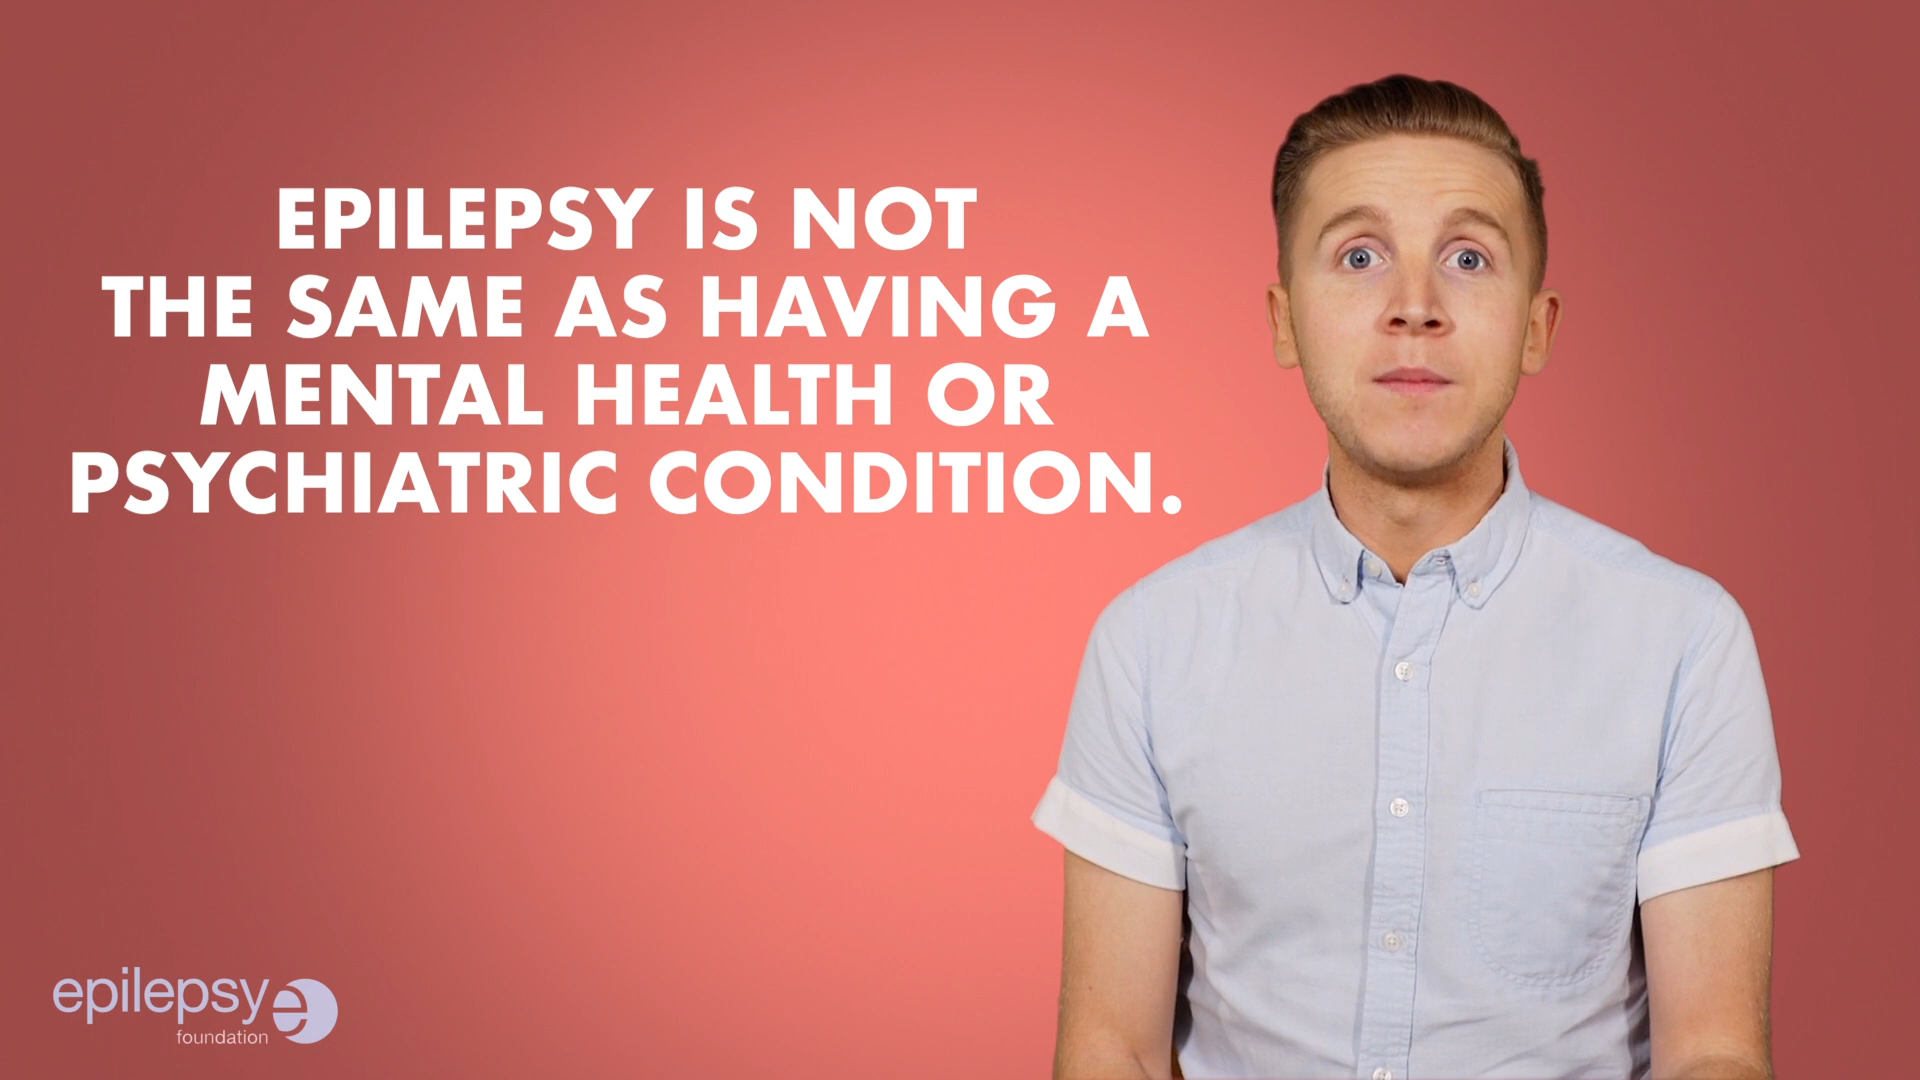 EPILEPSY IS NOT
THE SAME AS HAVING A
MENTAL HEALTH OR
PSYCHIATRIC CONDITION.
epilepsy
foundation